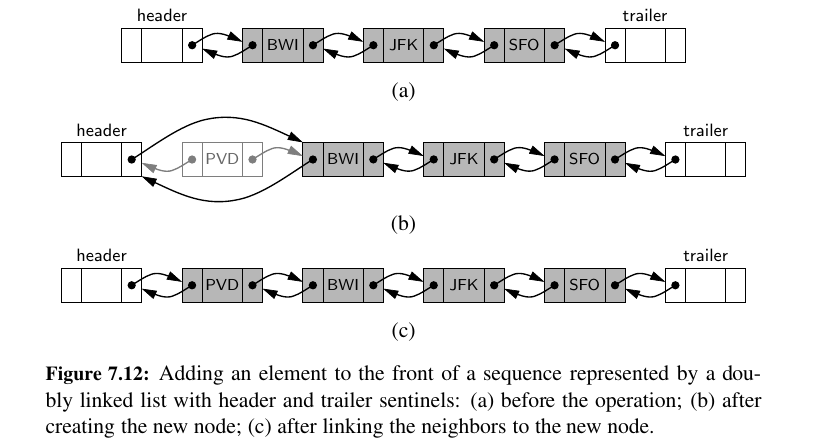 header trailer
BWI JFK SFO
(a)
header trailer
PVD BWI JFK SFO
(b)
header trailer
PVD BWI JFK SFO
(c)
Figure 7.12: Adding an element to the front of a sequence represented by a dou-
bly linked list with header and trailer sentinels: (a) before the operation; (b) after
creating the new node; (c) after linking the neighbors to the new node.